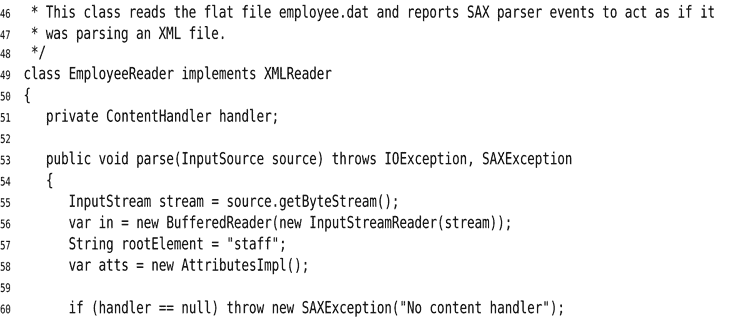 46  * This class reads the flat file employee.dat and reports SAX parser events to act as if it
47  * was parsing an XML file.
48  */
49 class EmployeeReader implements XMLReader
50 {
51    private ContentHandler handler;
52
53    public void parse(InputSource source) throws IOException, SAXException
54    {
55       InputStream stream = source.getByteStream();
56       var in = new BufferedReader(new InputStreamReader(stream));
57       String rootElement = "staff";
58       var atts = new AttributesImpl();
59
60       if (handler == null) throw new SAXException("No content handler");